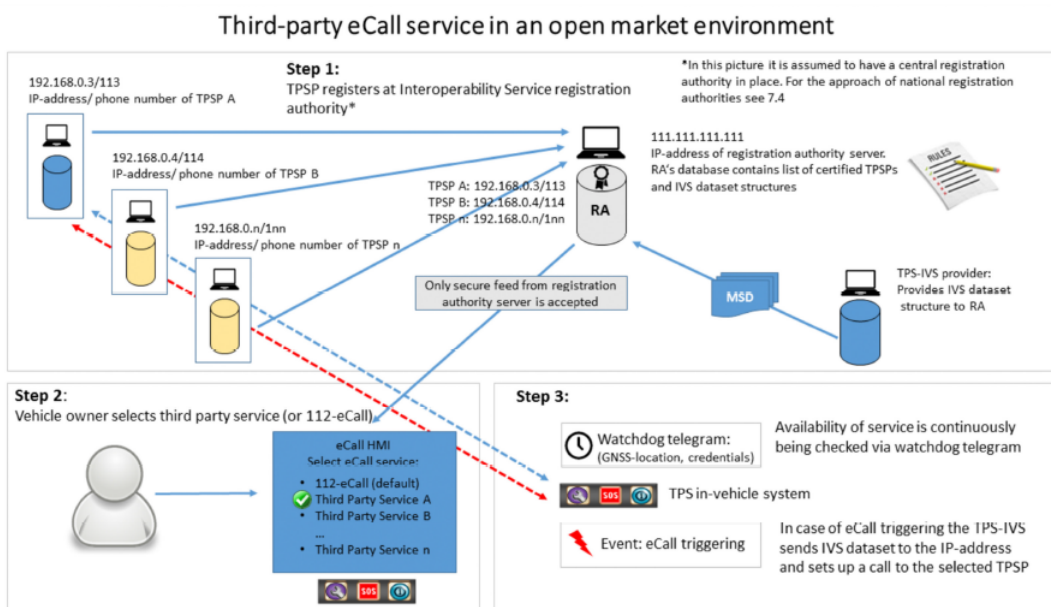 Third-party eCall service in an open market environment
192.168.0.3/113
IP-address/ phone number of TPSP A
Step 1:
TPSP registers at Interoperability Service registration
authority*
*In this picture it is assumed to have a central registration
authority in place. For the approach of national registration
authorities see 7.4
192.168.0.4/114
IP-address/ phone number of TPSP B
111.111.111.111
IP-address of registration authority server.
RA's database contains list of certified TPSPs
and IVS dataset structures
RULES
TPSP A: 192.168.0.3/113
TPSP B: 192.168.0.4/114
TPSP n: 192.168.0.n/1nn
RA
192.168.0.n/1nn
IP-address/ phone number of TPSP n
Only secure feed from registration
authority server is accepted
MSD
TPS-IVS provider:
Provides IVS dataset
structure to RA
Step 2:
Vehicle owner selects third party service (or 112-eCall)
eCall HMI
Select eCall service:
• 112-eCall (default)
Third Party Service A
• Third Party Service B
...
• Third Party Service n
SOS
Step 3:
Watchdog telegram:
(GNSS-location, credentials)
Availability of service is continuously
being checked via watchdog telegram
SOS
TPS in-vehicle system
Event: eCall triggering
In case of eCall triggering the TPS-IVS
sends IVS dataset to the IP-address
and sets up a call to the selected TPSP